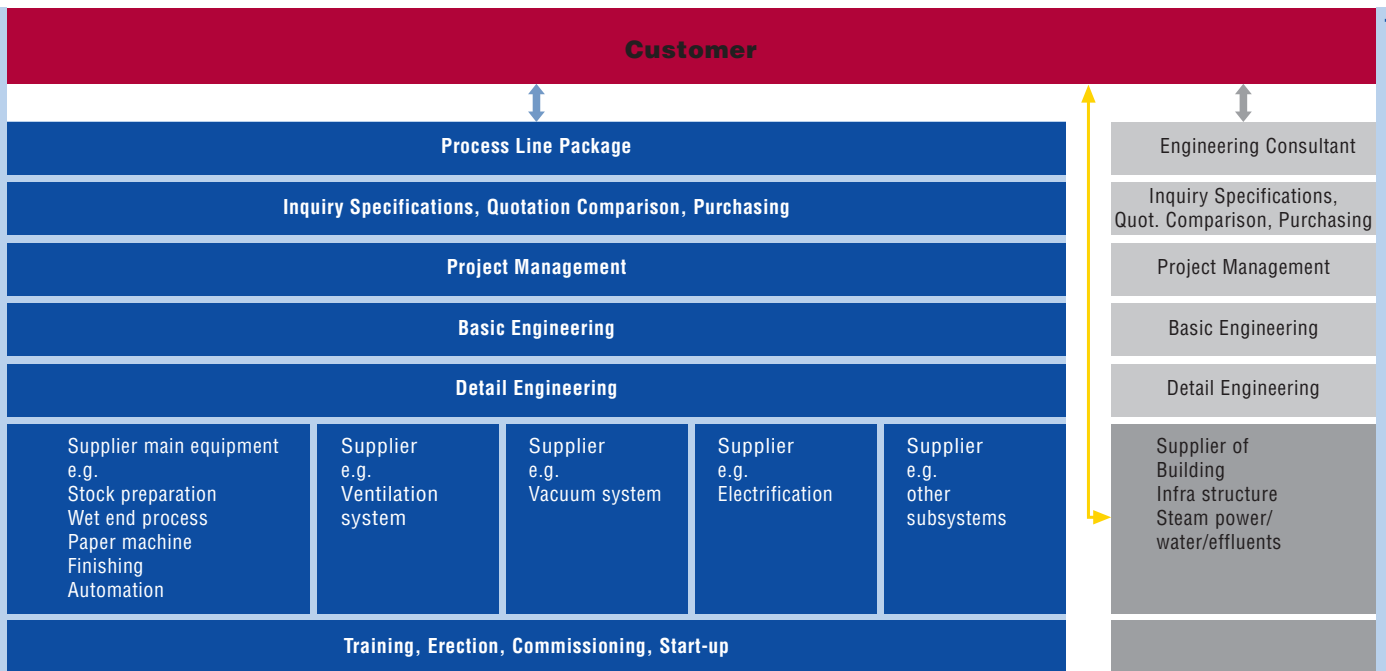 Customer
Process Line Package
Inquiry Specifications, Quotation Comparison, Purchasing
Project Management
Basic Engineering
Detail Engineering
Supplier main equipment
e.g.
Stock preparation
Wet end process
Paper machine
Finishing
Automation
Supplier
e.g.
Ventilation
system
Supplier
e.g.
Vacuum system
Supplier
e.g.
Electrification
Supplier
e.g.
other
subsystems
Training, Erection, Commissioning, Start-up
Engineering Consultant
Inquiry Specifications,
Quot. Comparison, Purchasing
Project Management
Basic Engineering
Detail Engineering
Supplier of
Building
Infra structure
Steam power/
water/effluents